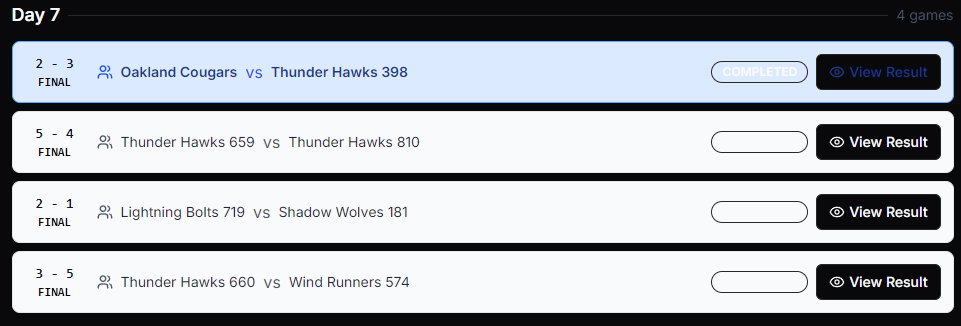 Day 7 4 games
2 - 3
FINAL
Oakland Cougars vs Thunder Hawks 398 COMPLETED View Result
5 - 4
FINAL
Thunder Hawks 659 vs Thunder Hawks 810 View Result
2 - 1
FINAL
Lightning Bolts 719 vs Shadow Wolves 181 View Result
3 - 5
FINAL
Thunder Hawks 660 vs Wind Runners 574 View Result